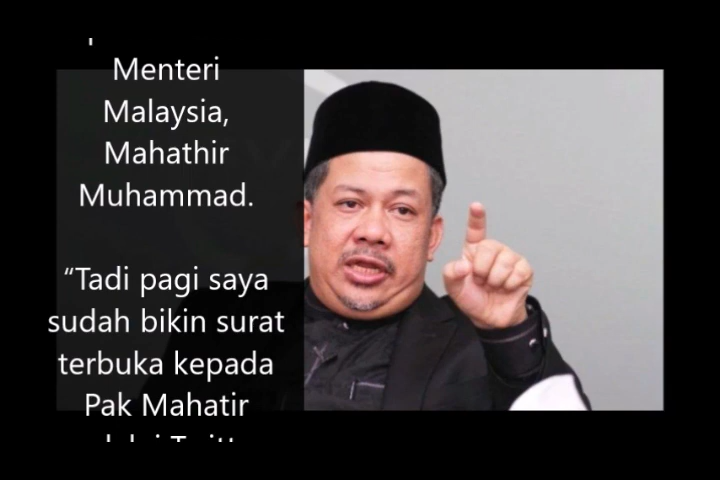 Menteri
Malaysia,
Mahathir
Muhammad.
“Tadi pagi saya
sudah bikin surat
terbuka kepada
Pak Mahatir